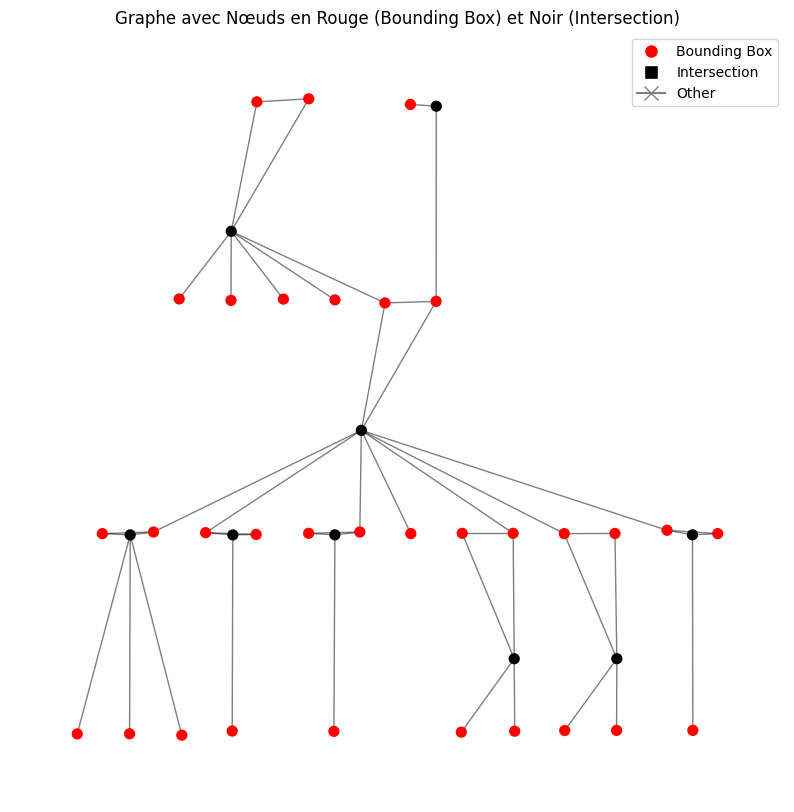 Graphe avec Nœuds en Rouge (Bounding Box) et Noir (Intersection)
Bounding Box
Intersection
Other